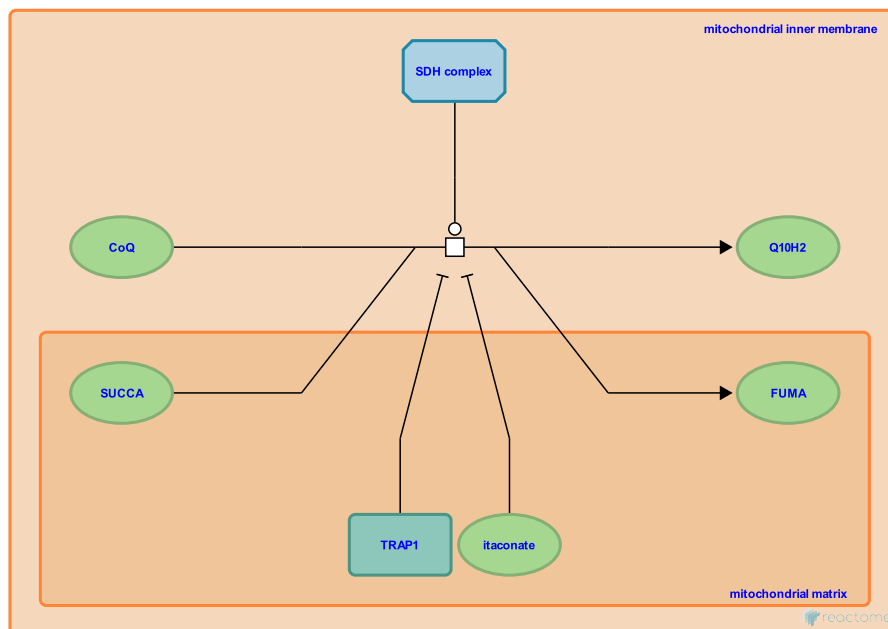 mitochondrial inner membrane
SDH complex
CoQ
Q10H2
SUCCA
FUMA
TRAP1
itaconate
mitochondrial matrix
reactome